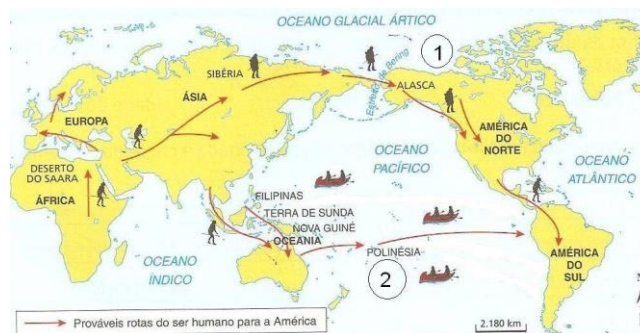 OCEANO GLACIAL ÁRTICO
1
Estreito de Bering
SIBÉRIA
ALASCA
ÁSIA
EUROPA
AMÉRICA
DO
NORTE
OCEANO
PACÍFICO
OCEANO
ATLÂNTICO
DESERTO
DO SAARA
ÁFRICA
FILIPINAS
TERRA DE SUNDA
NOVA GUINÉ
OCEANIA
POLINÉSIA
OCEANO
ÍNDICO
2
AMÉRICA
DO
SUL
Prováveis rotas do ser humano para a América
2.180 km